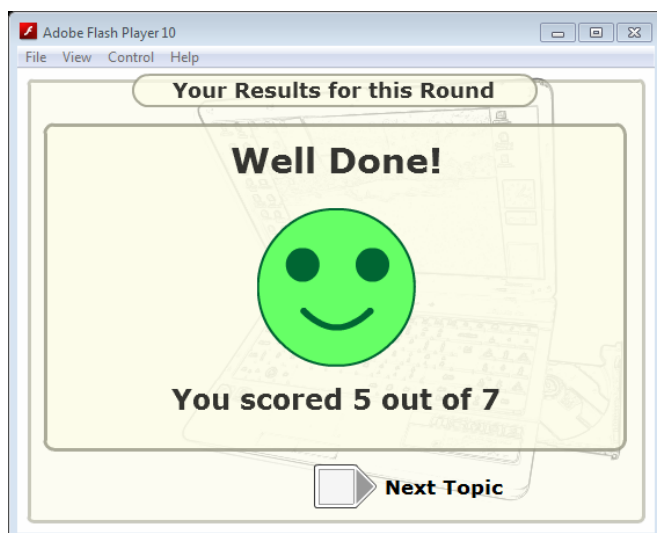 Adobe Flash Player 10
File View Control Help
Your Results for this Round
Well Done!
You scored 5 out of 7
Next Topic